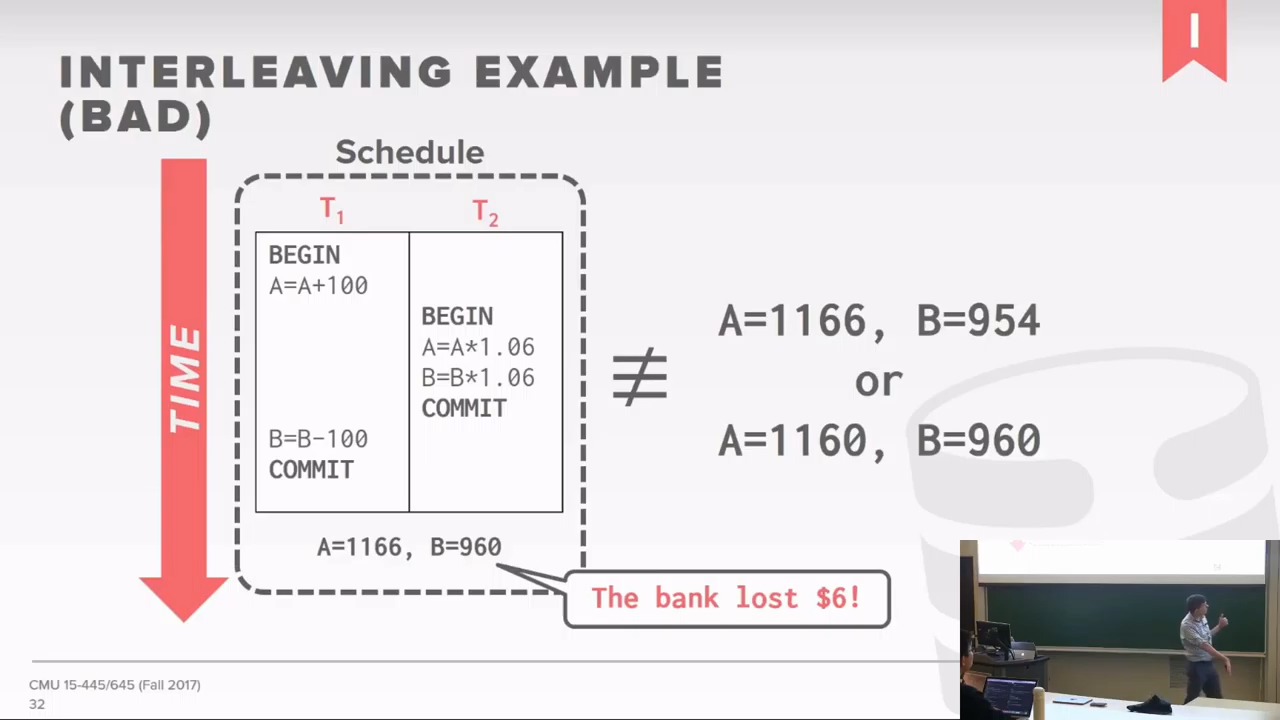 I
INTERLEAVING EXAMPLE
(BAD)
Schedule
TIME
T1
T2
BEGIN
A=A+100
BEGIN
A=A*1.06
B=B*1.06
COMMIT
B=B-100
COMMIT
A=1166, B=960
≠
A=1166, B=954
or
A=1160, B=960
The bank lost $6!
CMU 15-445/645 (Fall 2017)
32